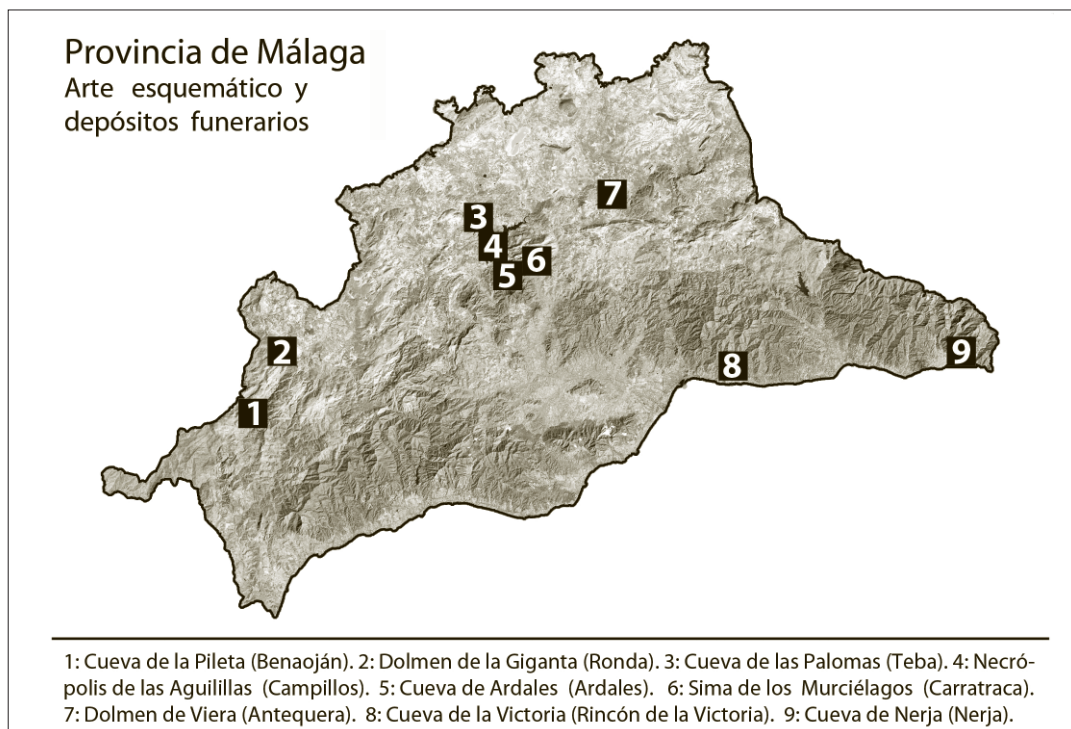 Provincia de Málaga
Arte esquemático y
depósitos funerarios
7
3
4
6
5
2
8
9
1
1: Cueva de la Pileta (Benaoján). 2: Dolmen de la Giganta (Ronda). 3: Cueva de las Palomas (Teba). 4: Necró-
polis de las Aguilillas (Campillos). 5: Cueva de Ardales (Ardales). 6: Sima de los Murciélagos (Carratraca).
7: Dolmen de Viera (Antequera). 8: Cueva de la Victoria (Rincón de la Victoria). 9: Cueva de Nerja (Nerja).